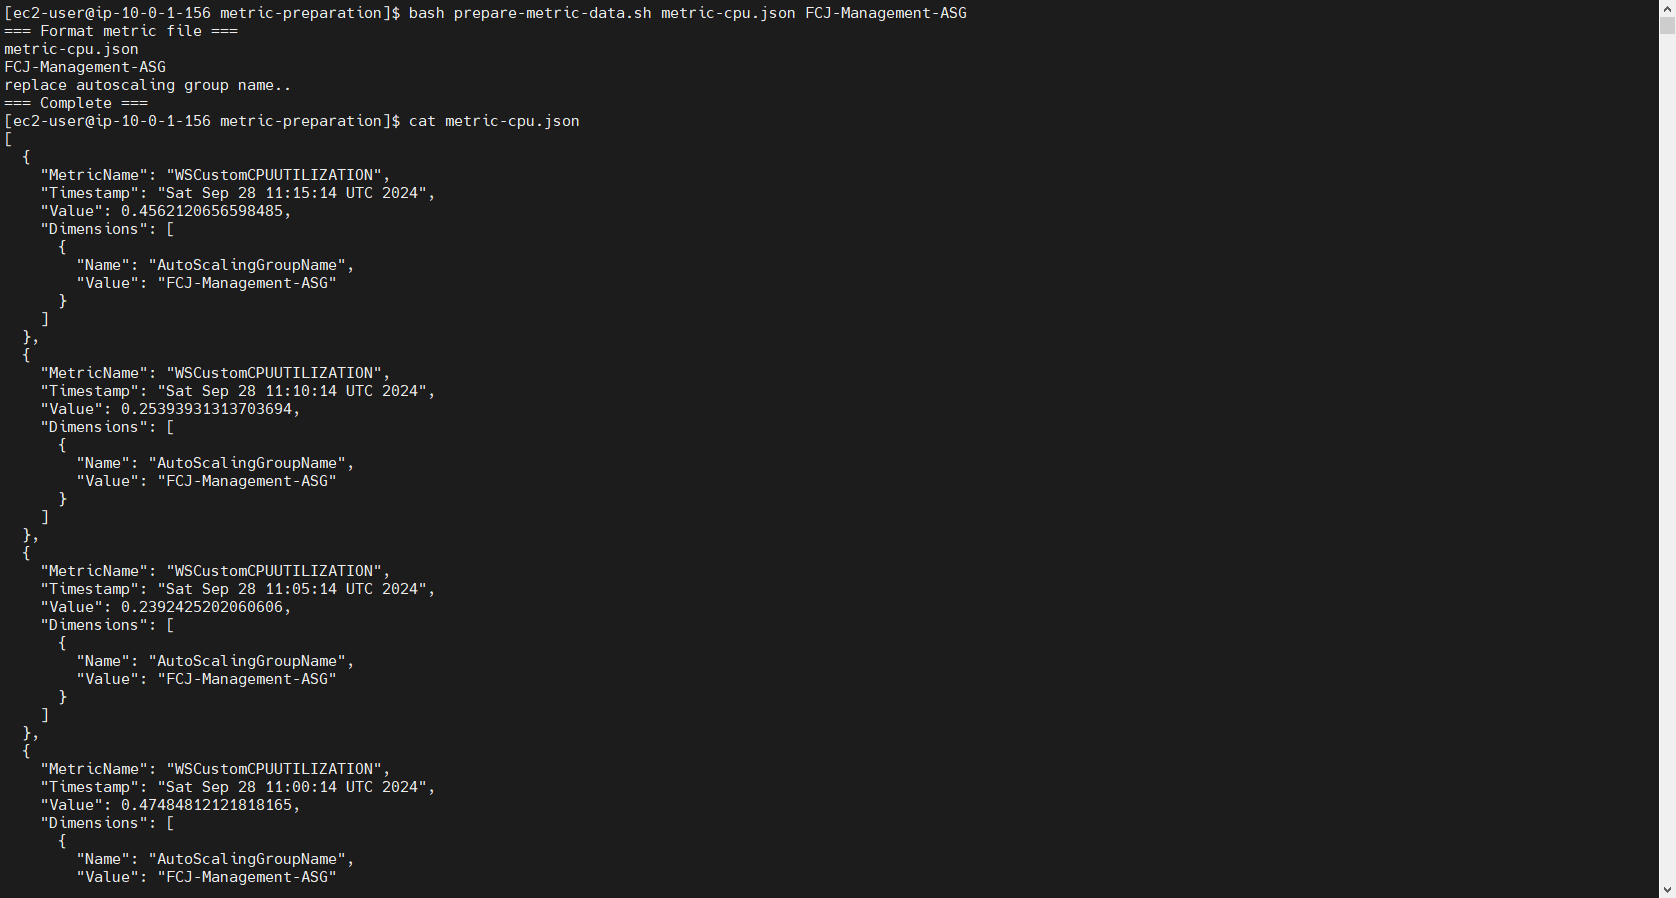 [ec2-user@ip-10-0-1-156 metric-preparation]$ bash prepare-metric-data.sh metric-cpu.json FCJ-Management-ASG
=== Format metric file ===
metric-cpu.json
FCJ-Management-ASG
replace autoscaling group name..
=== Complete ===
[ec2-user@ip-10-0-1-156 metric-preparation]$ cat metric-cpu.json
[
  {
    "MetricName": "WSCustomCPUUTILIZATION",
    "Timestamp": "Sat Sep 28 11:15:14 UTC 2024",
    "Value": 0.4562120656598485,
    "Dimensions": [
      {
        "Name": "AutoScalingGroupName",
        "Value": "FCJ-Management-ASG"
      }
    ]
  },
  {
    "MetricName": "WSCustomCPUUTILIZATION",
    "Timestamp": "Sat Sep 28 11:10:14 UTC 2024",
    "Value": 0.25393931313703694,
    "Dimensions": [
      {
        "Name": "AutoScalingGroupName",
        "Value": "FCJ-Management-ASG"
      }
    ]
  },
  {
    "MetricName": "WSCustomCPUUTILIZATION",
    "Timestamp": "Sat Sep 28 11:05:14 UTC 2024",
    "Value": 0.2392425202060606,
    "Dimensions": [
      {
        "Name": "AutoScalingGroupName",
        "Value": "FCJ-Management-ASG"
      }
    ]
  },
  {
    "MetricName": "WSCustomCPUUTILIZATION",
    "Timestamp": "Sat Sep 28 11:00:14 UTC 2024",
    "Value": 0.47484812121818165,
    "Dimensions": [
      {
        "Name": "AutoScalingGroupName",
        "Value": "FCJ-Management-ASG"